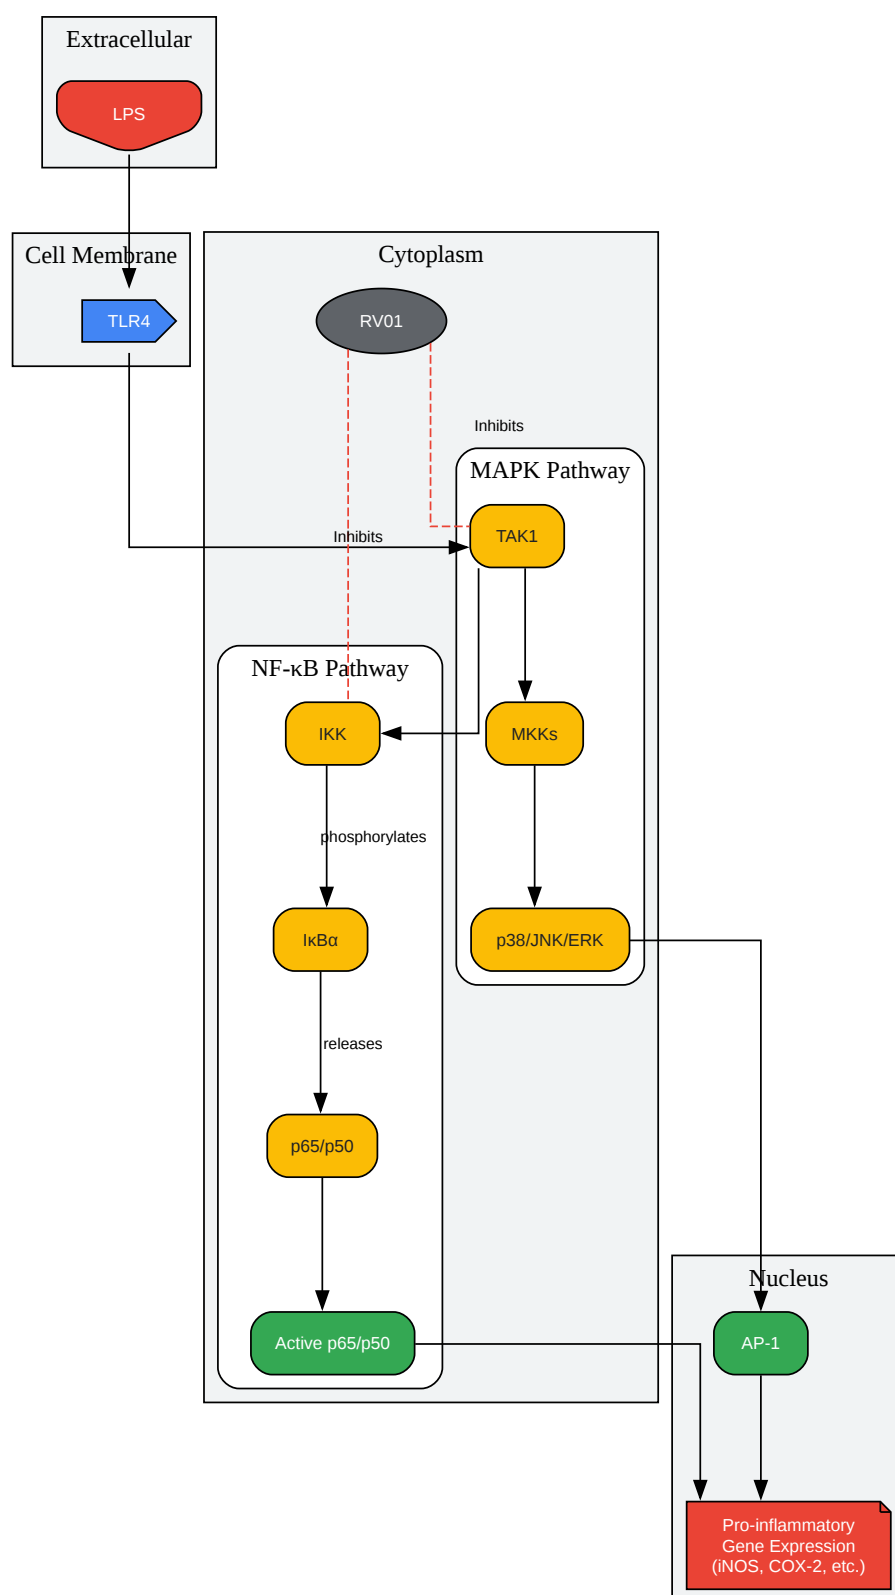 Extracellular
LPS
Cell Membrane
TLR4
Cytoplasm
RV01
Inhibits
MAPK Pathway
TAK1
Inhibits
NF-κB Pathway
IKK
MKKs
phosphorylates
IκBα
p38/JNK/ERK
releases
p65/p50
Nucleus
Active p65/p50
AP-1
Pro-inflammatory
Gene Expression
(iNOS, COX-2, etc.)